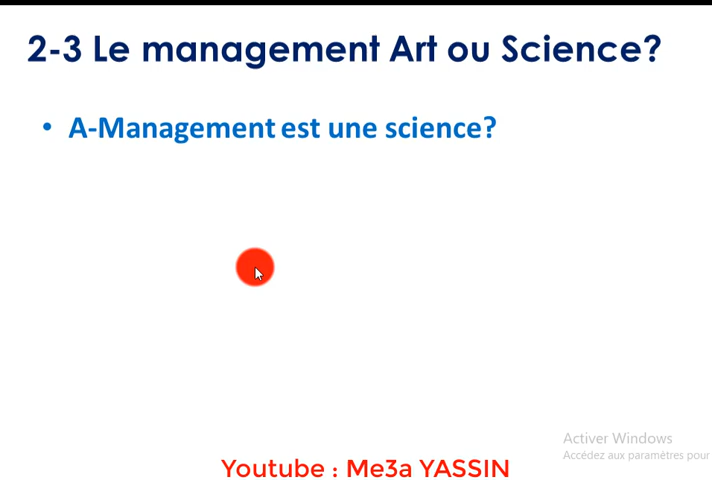 2-3 Le management Art ou Science?
• A-Management est une science?
Activer Windows
Accédez aux paramètres pour
Youtube : Me3a YASSIN